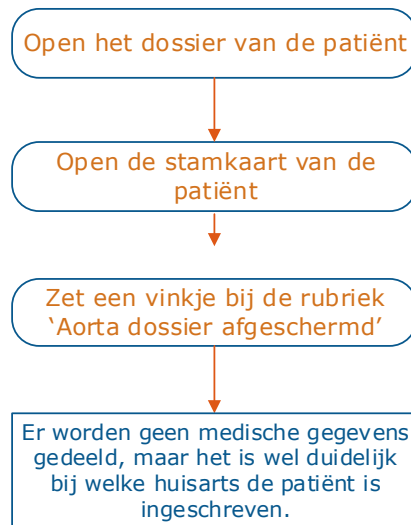 Open het dossier van de patiënt
Open de stamkaart van de
patiënt
Zet een vinkje bij de rubriek
‘Aorta dossier afgeschermd’
Er worden geen medische gegevens
gedeeld, maar het is wel duidelijk
bij welke huisarts de patiënt is
ingeschreven.